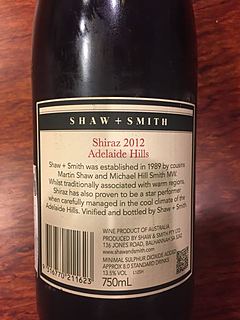 SHAW + SMITH
Shiraz 2012
Adelaide Hills
Shaw + Smith was established in 1989 by cousins
Martin Shaw and Michael Hill Smith MW.
Whilst traditionally associated with warm regions,
Shiraz has also proven to be a star performer
when carefully managed in the cool climate of the
Adelaide Hills. Vinified and bottled by Shaw + Smith.
WINE PRODUCT OF AUSTRALIA
PRODUCED BY SHAW & SMITH PTY LTD
136 JONES ROAD, BALHANNAH SA 5242
www.shawandsmith.com
MINIMAL SULPHUR DIOXIDE ADDED
APPROX 8.0 STANDARD DRINKS
13.5% VOL
750mL
9 316770 211623